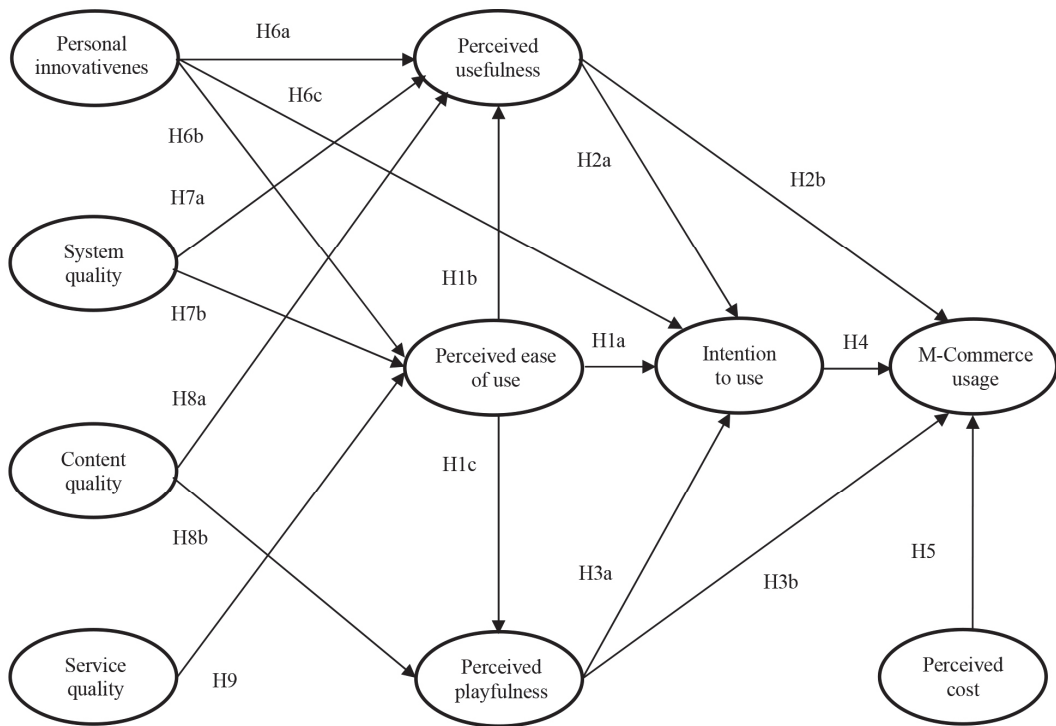 Personal
innovativenes
H6a
Perceived
usefulness
H6c
H6b
H2a
H2b
H7a
System
quality
H1b
H7b
Perceived ease
of use
H1a
Intention
to use
H4
M-Commerce
usage
H8a
Content
quality
H1c
H8b
H3a
H3b
H5
Service
quality
H9
Perceived
playfulness
Perceived
cost